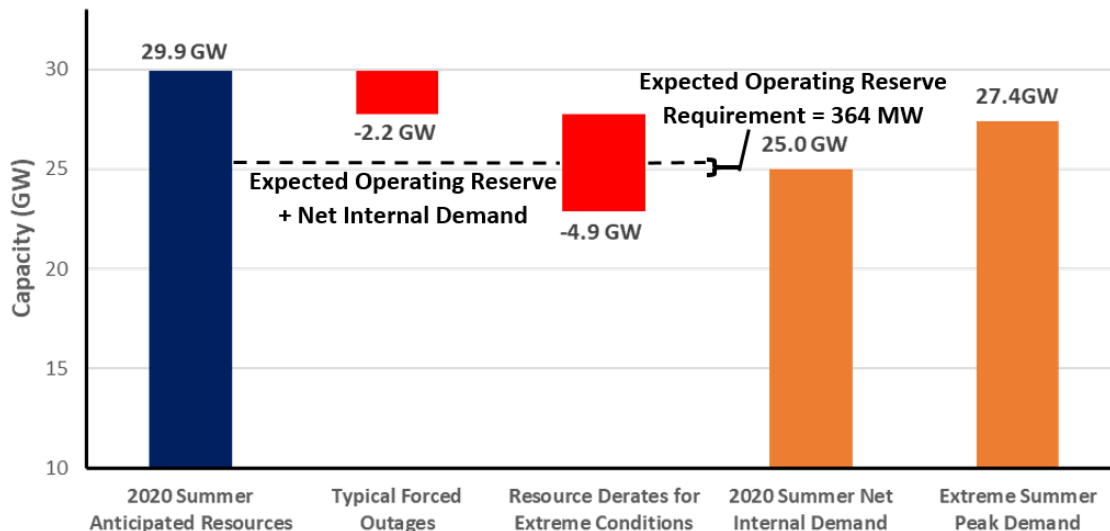 29.9 GW
30
-2.2 GW
Expected Operating Reserve
Requirement = 364 MW
27.4GW
25.0 GW
25
Expected Operating Reserve
+ Net Internal Demand
-4.9 GW
20
15
10
Capacity (GW)
2020 Summer
Anticipated Resources
Typical Forced
Outages
Resource Derates for
Extreme Conditions
2020 Summer Net
Internal Demand
Extreme Summer
Peak Demand